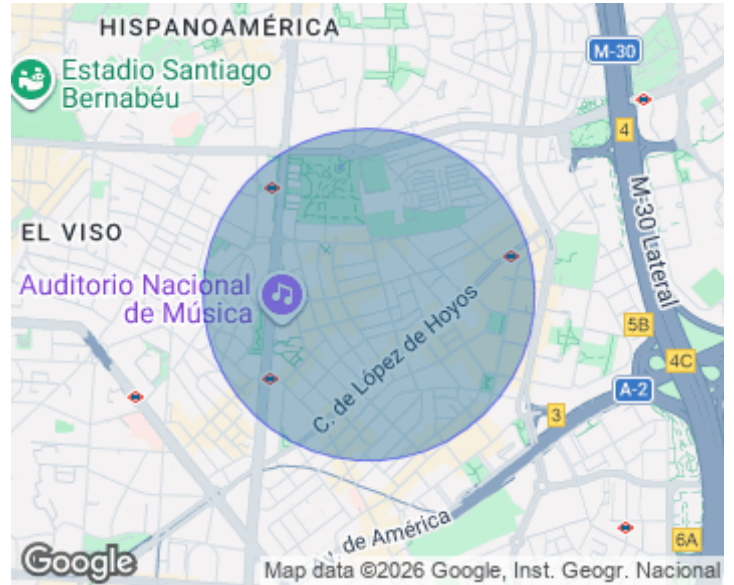 HISPANOAMÉRICA
M-30
Estadio Santiago
Bernabéu
4
M-30 Lateral
EL VISO
Auditorio Nacional
de Música
C. de López de Hoyos
5B
4C
A-2
3
de América
6A
Google
Map data ©2026 Google, Inst. Geogr. Nacional